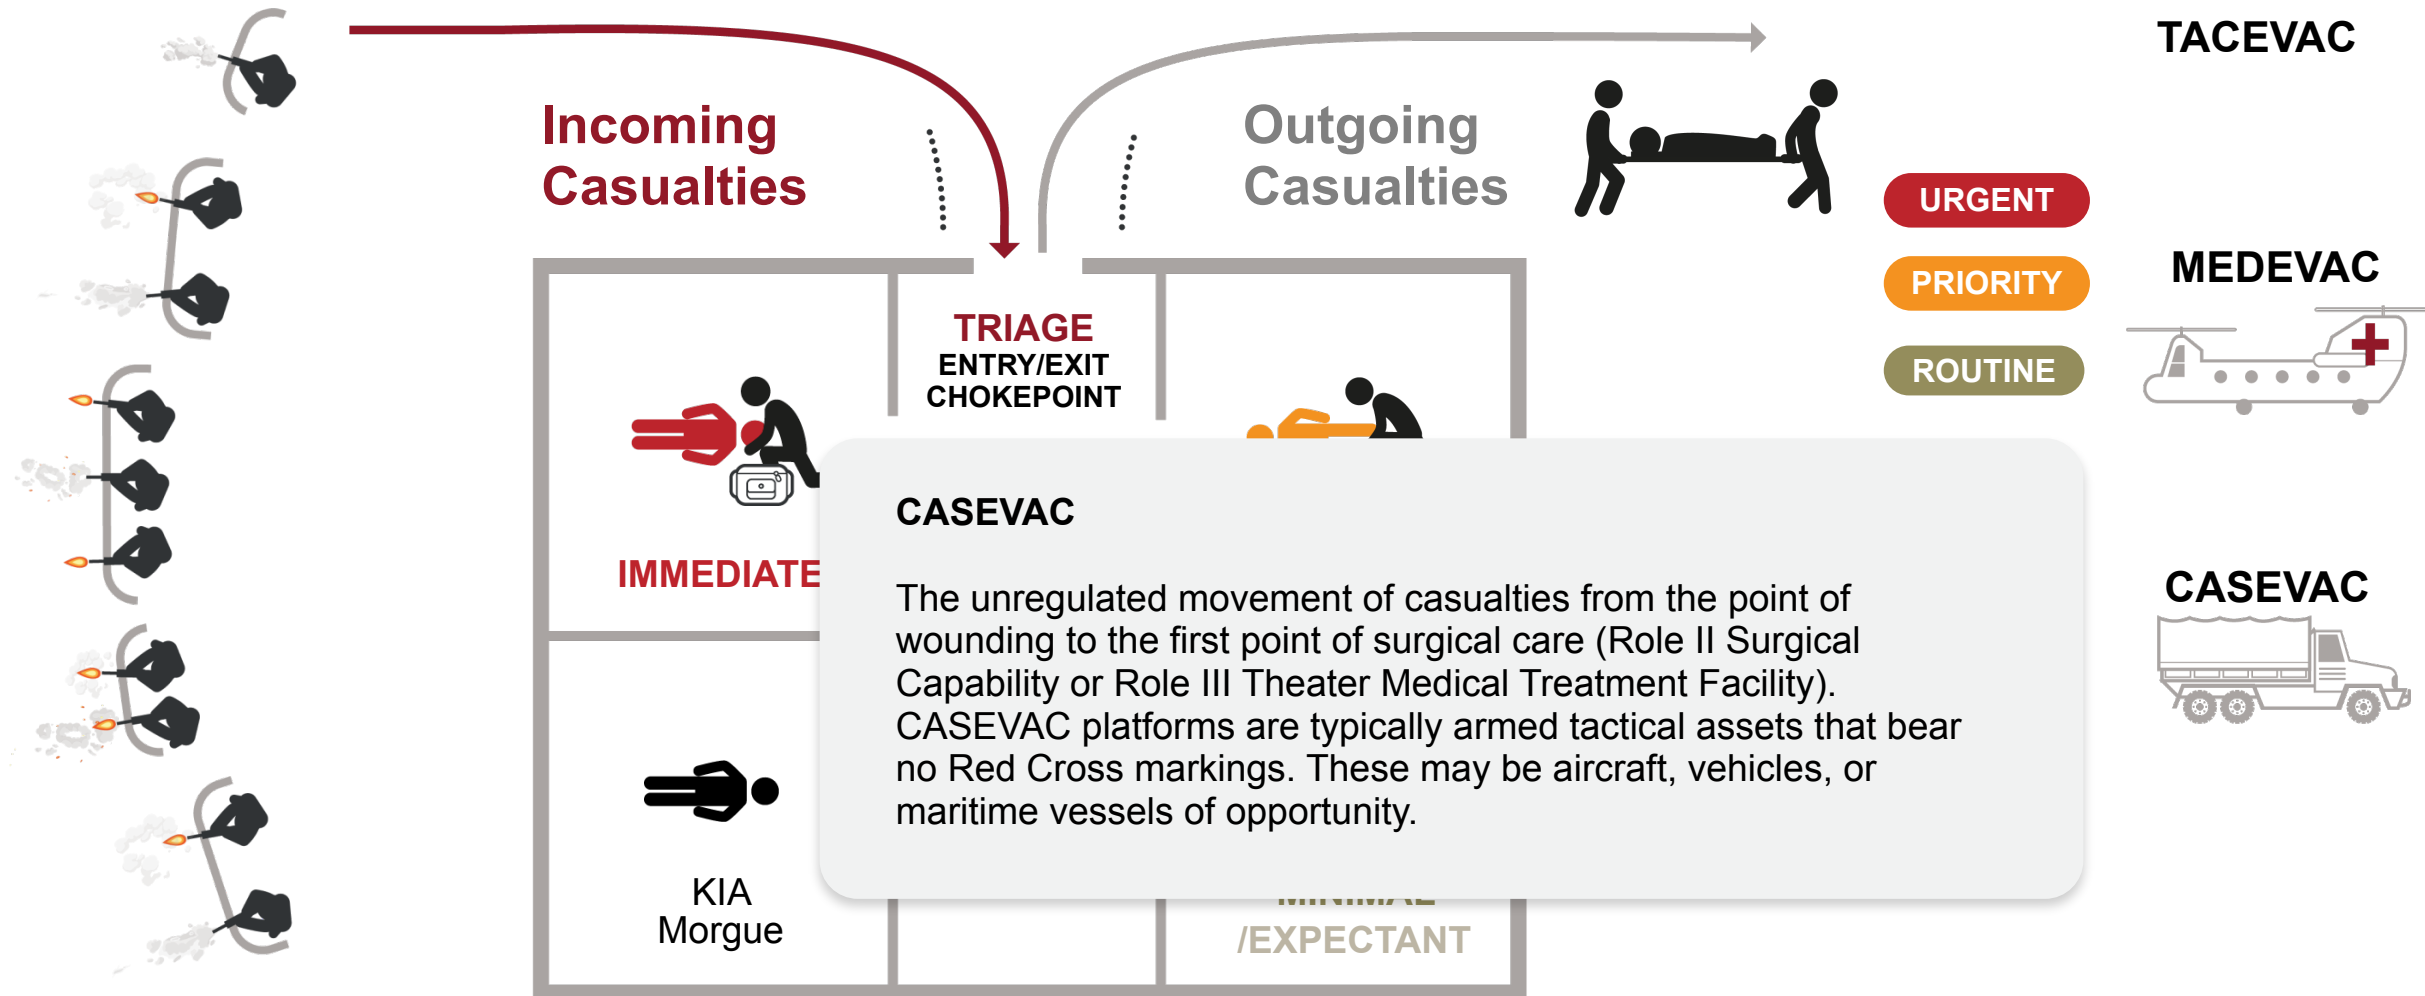 TACEVAC
Incoming
Casualties
Outgoing
Casualties
URGENT
PRIORITY
ROUTINE
MEDEVAC
TRIAGE
ENTRY/EXIT
CHOKEPOINT
IMMEDIATE
CASEVAC
The unregulated movement of casualties from the point of
wounding to the first point of surgical care (Role II Surgical
Capability or Role III Theater Medical Treatment Facility).
CASEVAC platforms are typically armed tactical assets that bear
no Red Cross markings. These may be aircraft, vehicles, or
maritime vessels of opportunity.
CASEVAC
KIA
Morgue
MINIMAL
/EXPECTANT